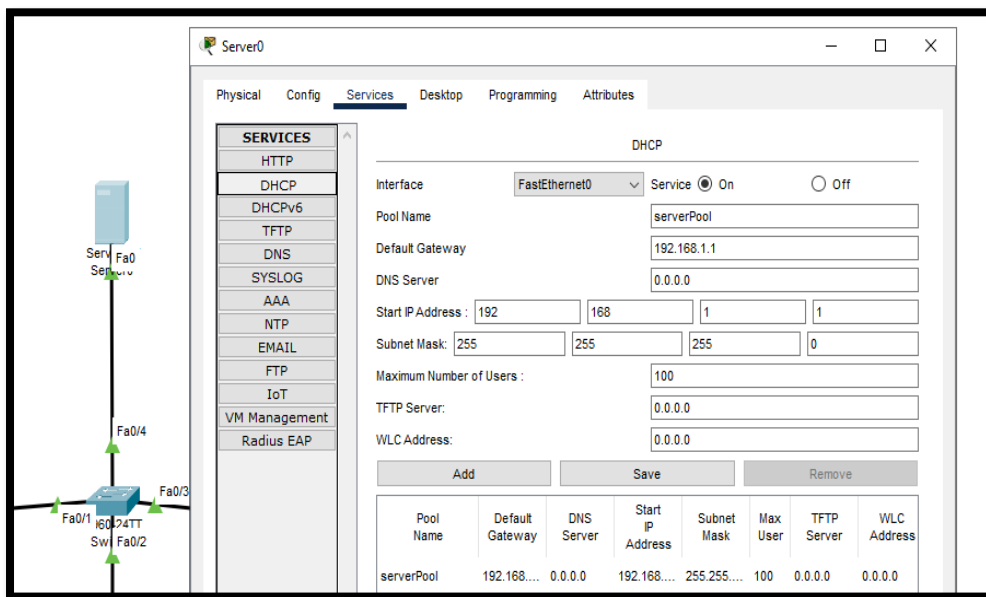 Server0
Physical Config Services Desktop Programming Attributes
SERVICES
HTTP
DHCP
DHCPv6
TFTP
DNS
SYSLOG
AAA
NTP
EMAIL
FTP
IoT
VM Management
Radius EAP
DHCP
Interface FastEthernet0 Service On Off
Pool Name serverPool
Default Gateway 192.168.1.1
DNS Server 0.0.0.0
Start IP Address : 192 168 1 1
Subnet Mask: 255 255 255 0
Maximum Number of Users : 100
TFTP Server: 0.0.0.0
WLC Address: 0.0.0.0
Add Save Remove
Pool Name Default Gateway DNS Server Start IP Address Subnet Mask Max User TFTP Server WLC Address
serverPool 192.168.... 0.0.0.0 192.168... 255.255.... 100 0.0.0.0 0.0.0.0
Fa0
Fa0/4
Fa0/3
Fa0/1
Fa0/2